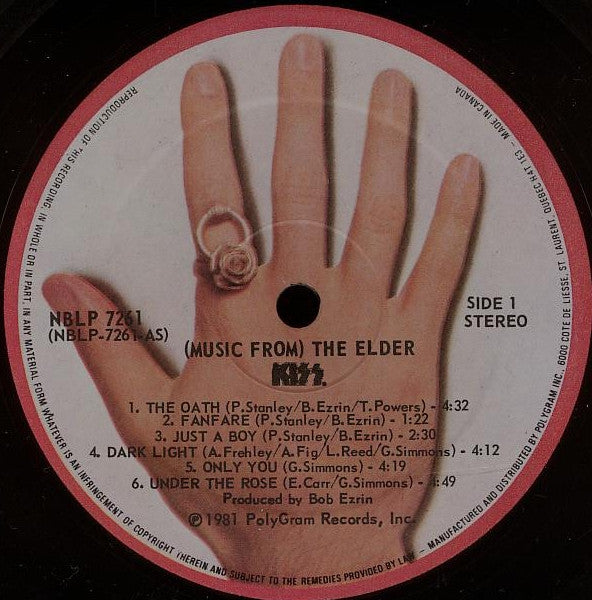 NBLP 7261
(NBLP-7261-AS)
SIDE 1
STEREO
(MUSIC FROM) THE ELDER
KISS
1. THE OATH (P.Stanley/B.Ezrin/T.Powers) - 4:32
2. FANFARE (P.Stanley/B.Ezrin) - 1:22
3. JUST A BOY (P.Stanley/B.Ezrin) - 2:30
4. DARK LIGHT (A.Frehley/A.Fig/L.Reed/G.Simmons) - 4:12
5. ONLY YOU (G.Simmons) - 4:19
6. UNDER THE ROSE (E.Carr/G.Simmons) - 4:49
Produced by Bob Ezrin
℗1981 PolyGram Records, Inc.
REPRODUCTION OF THIS RECORDING IN WHOLE OR IN PART, IN ANY MATERIAL FORM WHATEVER IS AN INFRINGEMENT OF COPYRIGHT THEREIN AND SUBJECT TO THE REMEDIES PROVIDED BY LAW - MANUFACTURED AND DISTRIBUTED BY POLYGRAM INC. 6000 COTE DE LIESSE, ST. LAURENT, QUEBEC H4T 1E3 - MADE IN CANADA